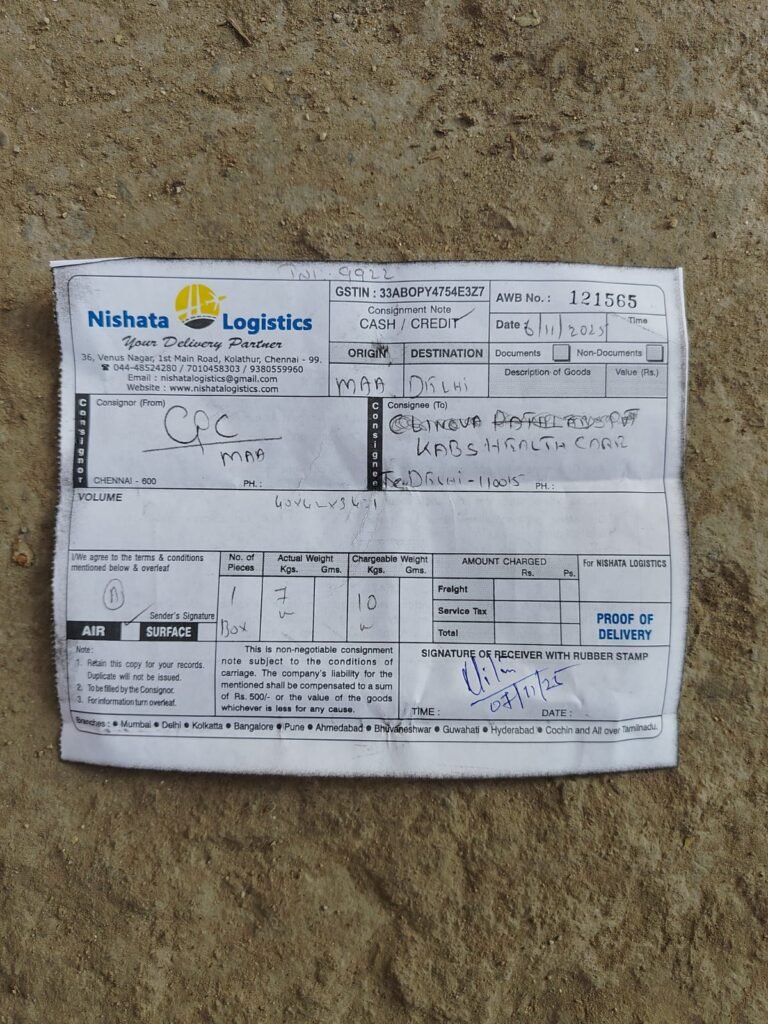 INV: 9922
Nishata Logistics
Your Delivery Partner
36, Venus Nagar, 1st Main Road, Kolathur, Chennai - 99.
☎ 044-48524280 / 7010458303 / 9380559960
Email : nishatalogistics@gmail.com
Website : www.nishatalogistics.com
GSTIN : 33ABOPY4754E3Z7
Consignment Note
CASH / CREDIT
AWB No. : 121565
Date 6/11/2025 Time
ORIGIN DESTINATION
MAA DELHI
Documents Non-Documents
Description of Goods Value (Rs.)
Consignor
Consignor (From)
CPC
MAA
CHENNAI - 600 PH. :
Consignee
Consignee (To)
KABS HEALTH CARE
DELHI - 110015 PH. :
VOLUME
I/We agree to the terms & conditions
mentioned below & overleaf
Sender's Signature
AIR ✓ SURFACE
No. of
Pieces
1
Box
Actual Weight
Kgs. Gms.
7
Chargeable Weight
Kgs. Gms.
10
AMOUNT CHARGED
Rs. Ps.
Freight
Service Tax
Total
For NISHATA LOGISTICS
PROOF OF
DELIVERY
Note :
1. Retain this copy for your records.
Duplicate will not be issued.
2. To be filled by the Consignor.
3. For information turn overleaf.
This is non-negotiable consignment
note subject to the conditions of
carriage. The company's liability for the
mentioned shall be compensated to a sum
of Rs.500/- or the value of the goods
whichever is less for any cause.
SIGNATURE OF RECEIVER WITH RUBBER STAMP
07/11/25
TIME : DATE :
Branches : ● Mumbai ● Delhi ● Kolkatta ● Bangalore ● Pune ● Ahmedabad ● Bhuvaneshwar ● Guwahati ● Hyderabad ● Cochin and All over Tamilnadu.